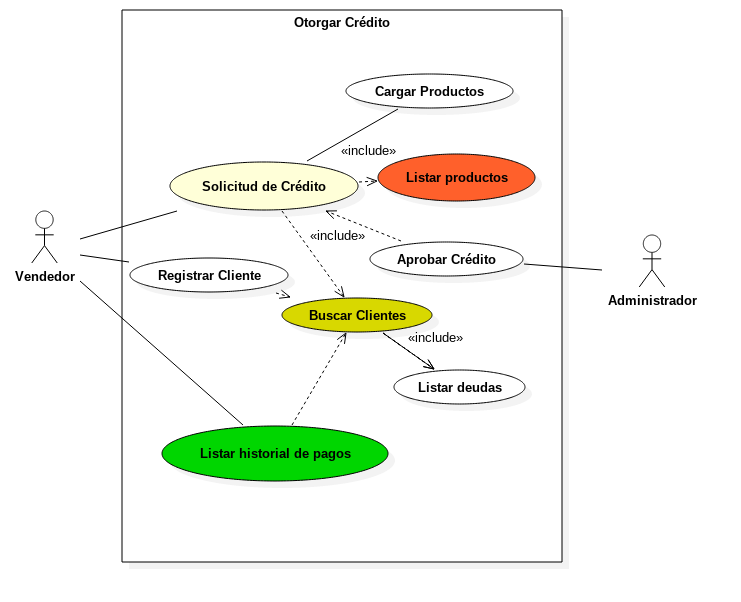 Otorgar Crédito
Cargar Productos
«include»
Listar productos
Solicitud de Crédito
«include»
Aprobar Crédito
Registrar Cliente
Vendedor
Administrador
Buscar Clientes
«include»
Listar deudas
Listar historial de pagos